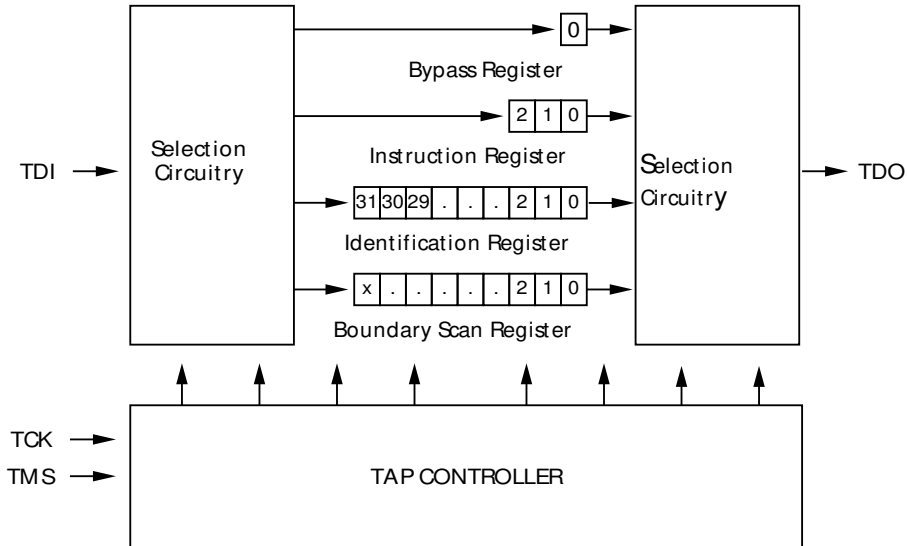 0
Bypass Register
2 1 0
Instruction Register
Selection
Circuitry
TDI
Selection
Circuitry
TDO
31 30 29 . . . 2 1 0
Identification Register
x . . . . . 2 1 0
Boundary Scan Register
TCK
TMS
TAP CONTROLLER